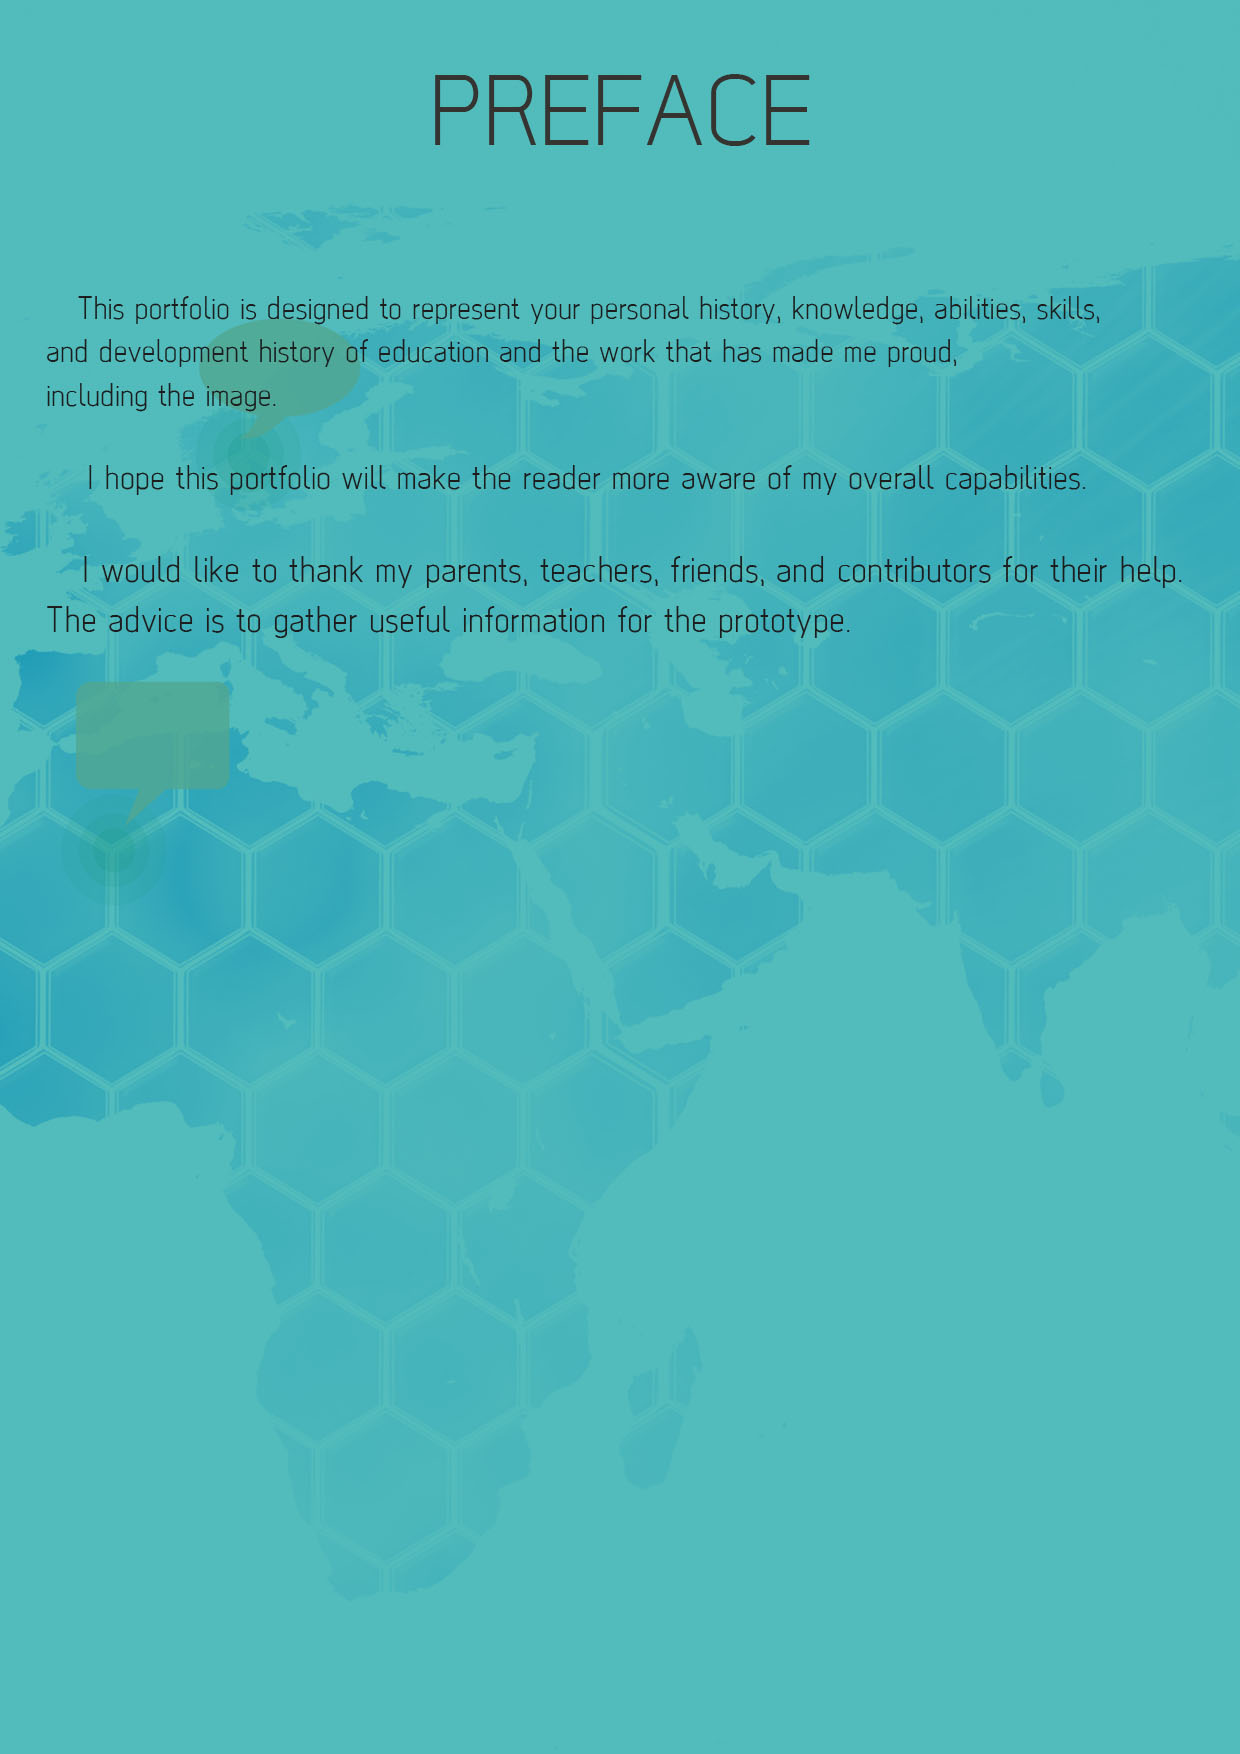 PREFACE
This portfolio is designed to represent your personal history, knowledge, abilities, skills,
and development history of education and the work that has made me proud,
including the image.
I hope this portfolio will make the reader more aware of my overall capabilities.
I would like to thank my parents, teachers, friends, and contributors for their help.
The advice is to gather useful information for the prototype.